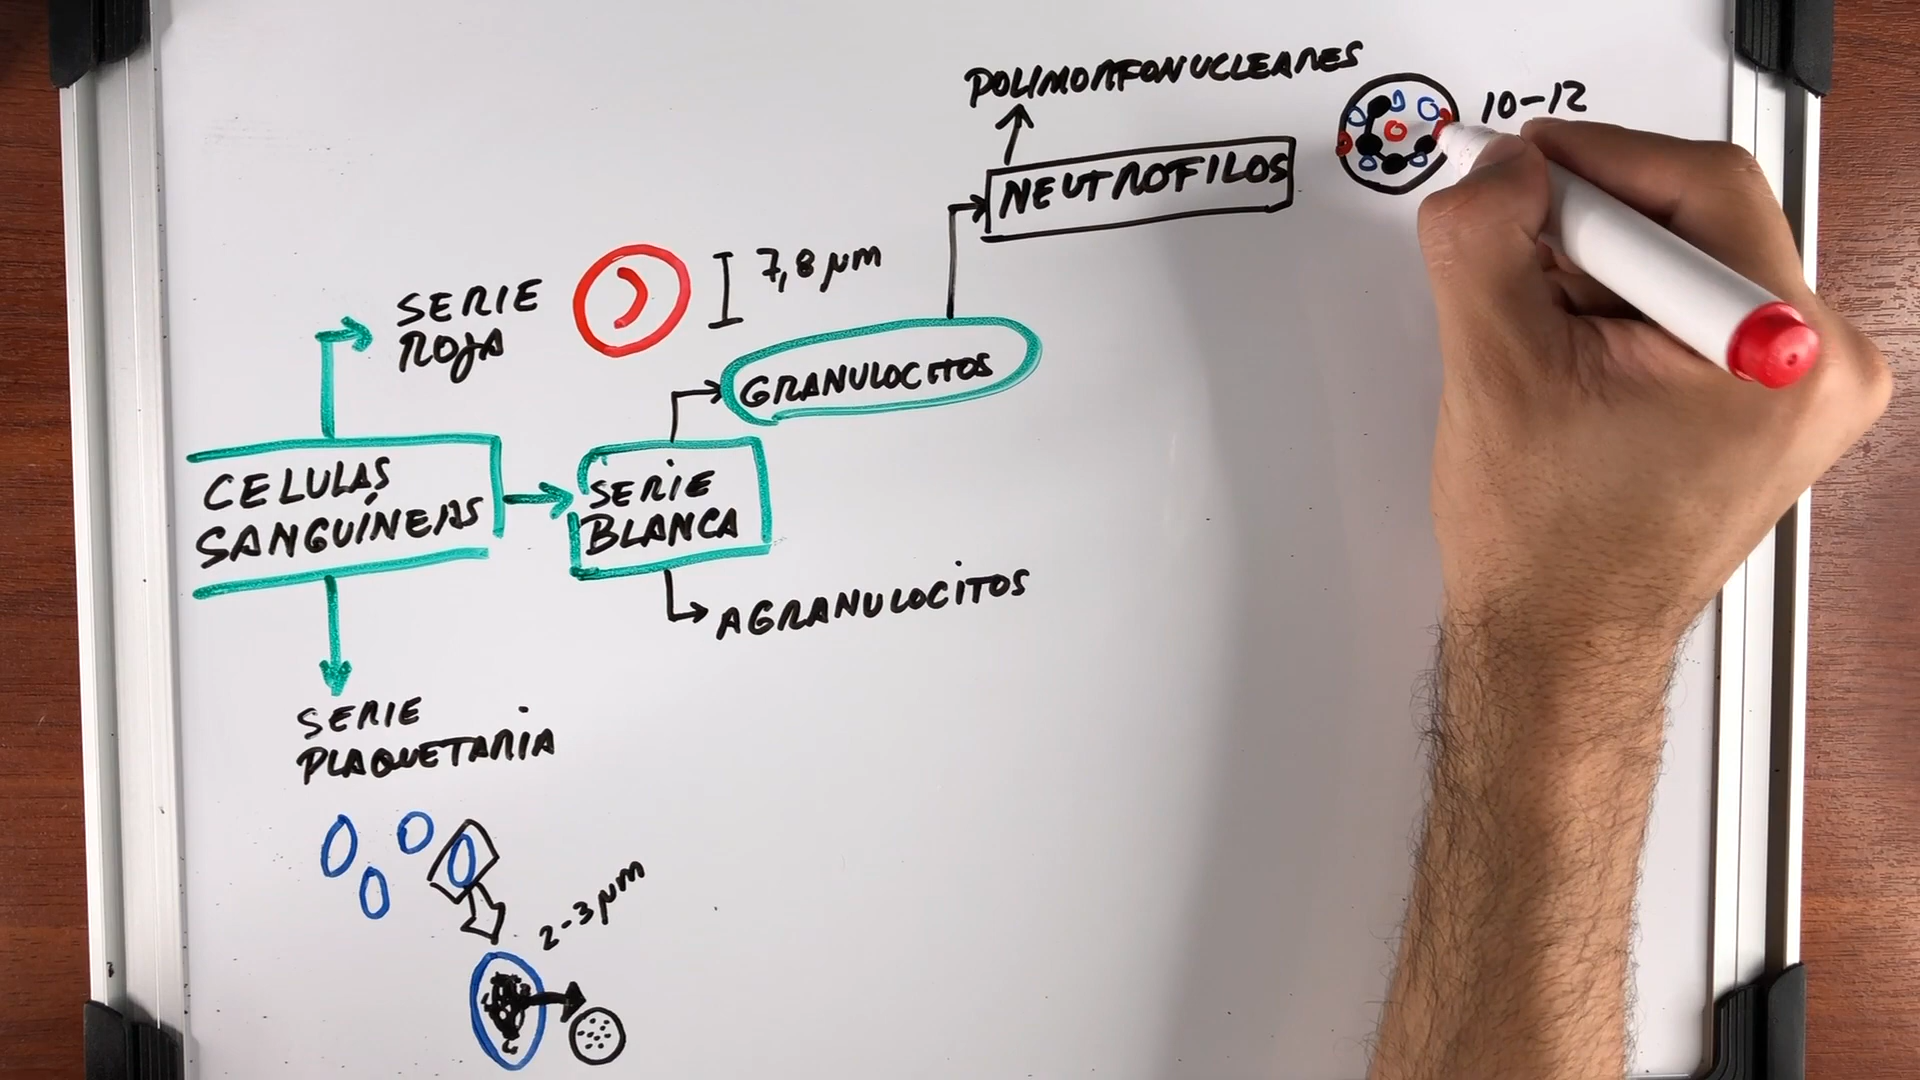 POLIMORFONUCLEARES
10-12
NEUTROFILOS
SERIE
ROJA
7,8 μm
GRANULOCITOS
CELULAS
SANGUÍNEAS
SERIE
BLANCA
AGRANULOCITOS
SERIE
PLAQUETARIA
2-3 μm